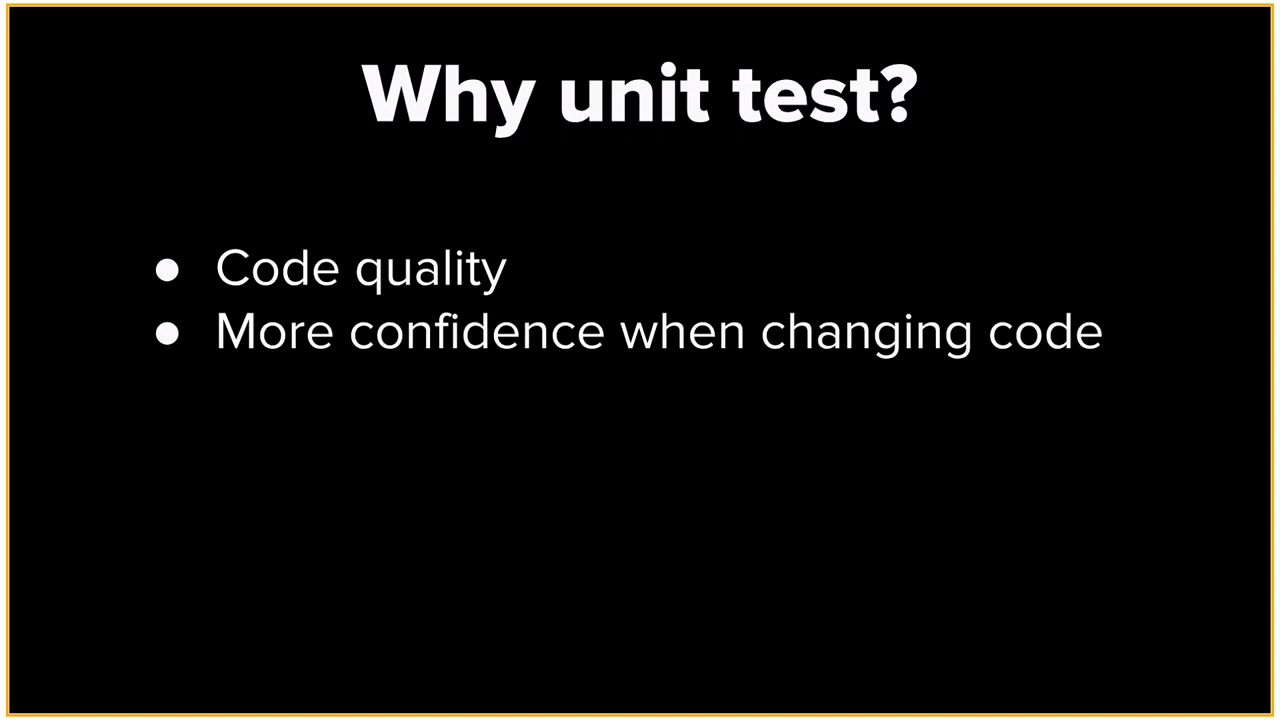 Why unit test?
● Code quality
● More confidence when changing code